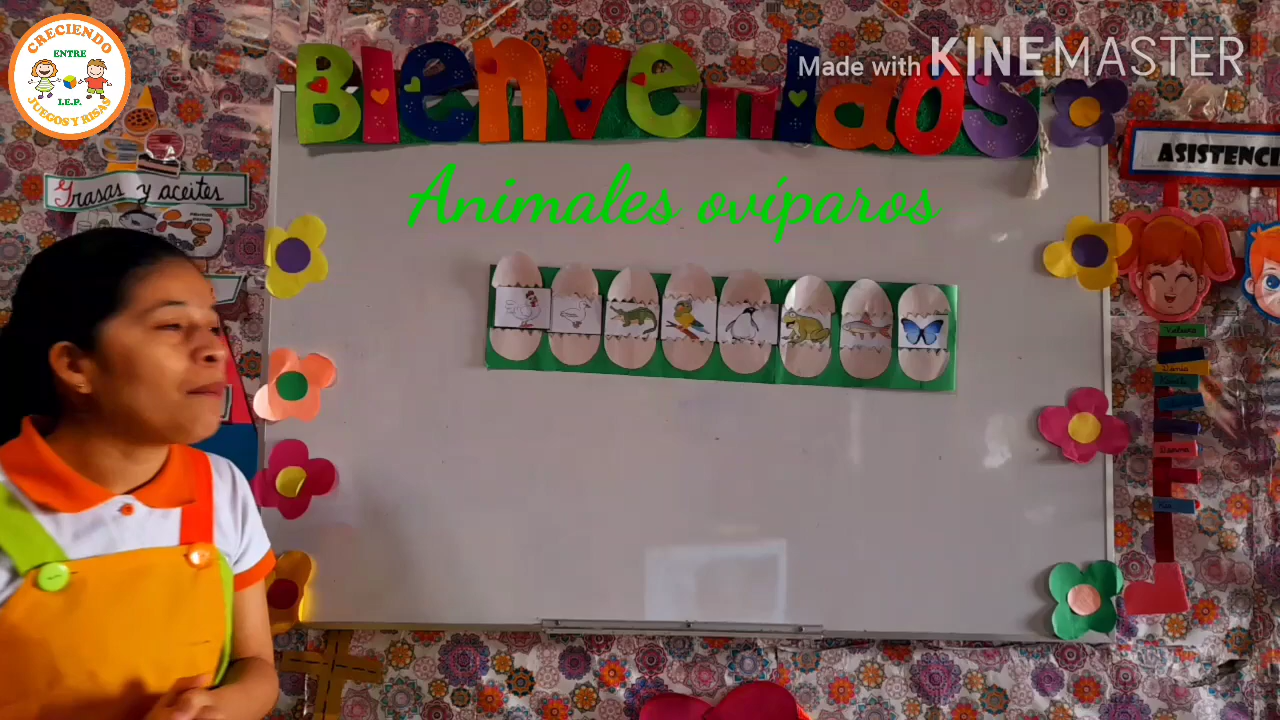 CRECIENDO
ENTRE
I.E.P.
JUEGOS Y RISAS
Bienvenidos
Made with KINEMASTER
Grasas y aceites
ASISTENCI
Animales ovíparos